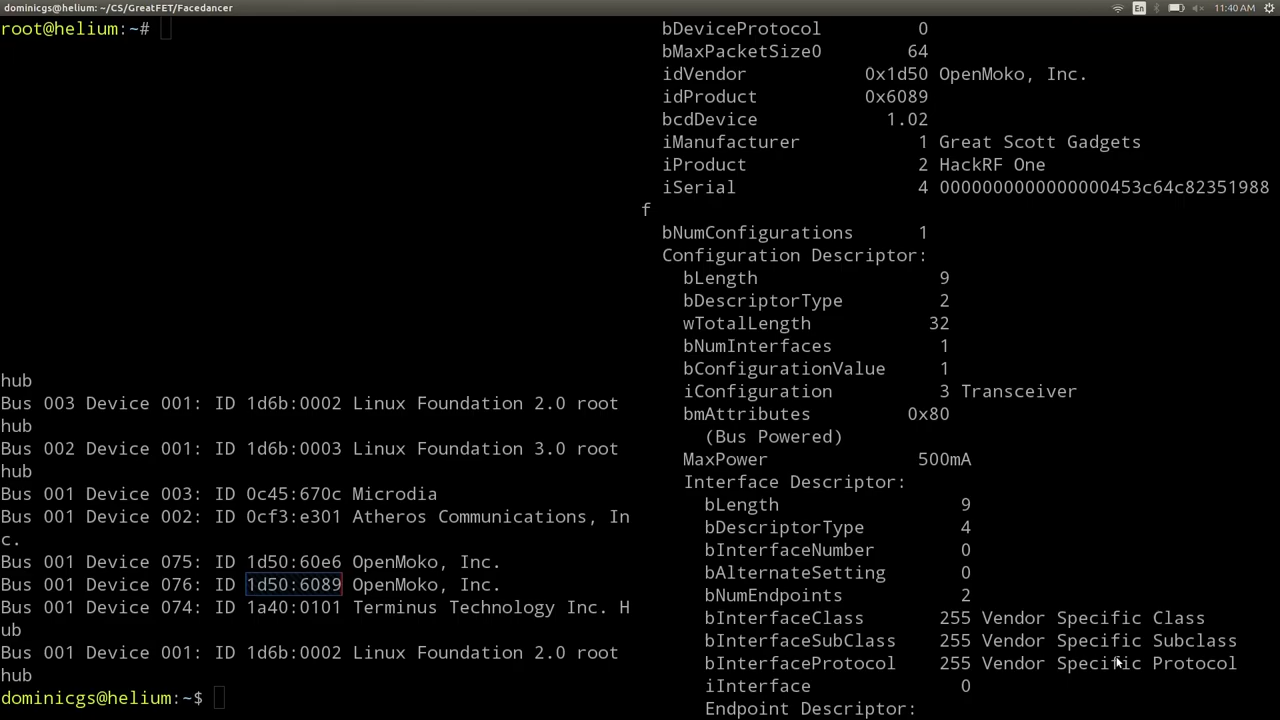 dominicgs@helium: ~/CS/GreatFET/Facedancer
En
11:40 AM
root@helium:~#
hub
Bus 003 Device 001: ID 1d6b:0002 Linux Foundation 2.0 root
hub
Bus 002 Device 001: ID 1d6b:0003 Linux Foundation 3.0 root
hub
Bus 001 Device 003: ID 0c45:670c Microdia
Bus 001 Device 002: ID 0cf3:e301 Atheros Communications, In
c.
Bus 001 Device 075: ID 1d50:60e6 OpenMoko, Inc.
Bus 001 Device 076: ID 1d50:6089 OpenMoko, Inc.
Bus 001 Device 074: ID 1a40:0101 Terminus Technology Inc. H
ub
Bus 001 Device 001: ID 1d6b:0002 Linux Foundation 2.0 root
hub
dominicgs@helium:~$
bDeviceProtocol 0
bMaxPacketSize0 64
idVendor 0x1d50 OpenMoko, Inc.
idProduct 0x6089
bcdDevice 1.02
iManufacturer 1 Great Scott Gadgets
iProduct 2 HackRF One
iSerial 4 0000000000000000453c64c82351988
f
bNumConfigurations 1
Configuration Descriptor:
bLength 9
bDescriptorType 2
wTotalLength 32
bNumInterfaces 1
bConfigurationValue 1
iConfiguration 3 Transceiver
bmAttributes 0x80
(Bus Powered)
MaxPower 500mA
Interface Descriptor:
bLength 9
bDescriptorType 4
bInterfaceNumber 0
bAlternateSetting 0
bNumEndpoints 2
bInterfaceClass 255 Vendor Specific Class
bInterfaceSubClass 255 Vendor Specific Subclass
bInterfaceProtocol 255 Vendor Specific Protocol
iInterface 0
Endpoint Descriptor: